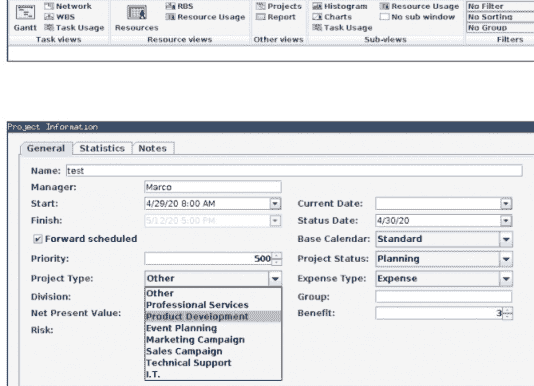 Network RBS Projects Histogram Resource Usage No Filter
WBS Resource Usage Report Charts No sub window No Sorting
Gantt Task Usage Resources Task Usage No Group
Task views Resource views Other views Sub-views Filters
Project Information
General Statistics Notes
Name: test
Manager: Marco
Start: 4/29/20 8:00 AM Current Date:
Finish: 5/12/20 5:00 PM Status Date: 4/30/20
Forward scheduled Base Calendar: Standard
Priority: 500 Project Status: Planning
Project Type: Other Expense Type: Expense
Division: Other Group:
Professional Services
Net Present Value: Product Development Benefit: 3
Risk: Event Planning
Marketing Campaign
Sales Campaign
Technical Support
I.T.